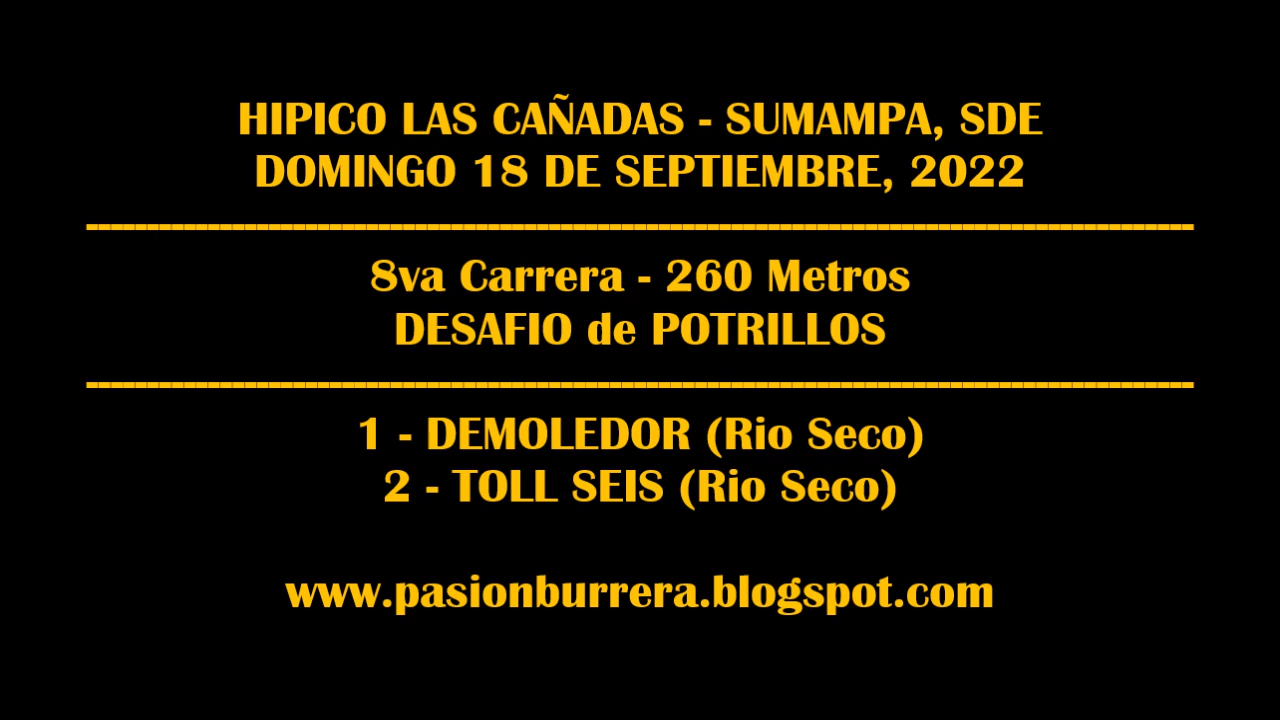 HIPICO LAS CAÑADAS - SUMAMPA, SDE
DOMINGO 18 DE SEPTIEMBRE, 2022
8va Carrera - 260 Metros
DESAFIO de POTRILLOS
1 - DEMOLEDOR (Rio Seco)
2 - TOLL SEIS (Rio Seco)
www.pasionburrera.blogspot.com